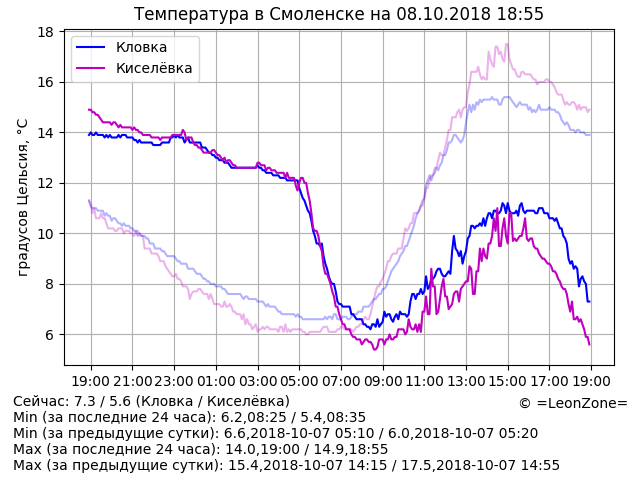 Температура в Смоленске на 08.10.2018 18:55
Кловка
Киселёвка
градусов Цельсия, °C
18
16
14
12
10
8
6
19:00 21:00 23:00 01:00 03:00 05:00 07:00 09:00 11:00 13:00 15:00 17:00 19:00
© =LeonZone=
Сейчас: 7.3 / 5.6 (Кловка / Киселёвка)
Min (за последние 24 часа): 6.2,08:25 / 5.4,08:35
Min (за предыдущие сутки): 6.6,2018-10-07 05:10 / 6.0,2018-10-07 05:20
Max (за последние 24 часа): 14.0,19:00 / 14.9,18:55
Max (за предыдущие сутки): 15.4,2018-10-07 14:15 / 17.5,2018-10-07 14:55